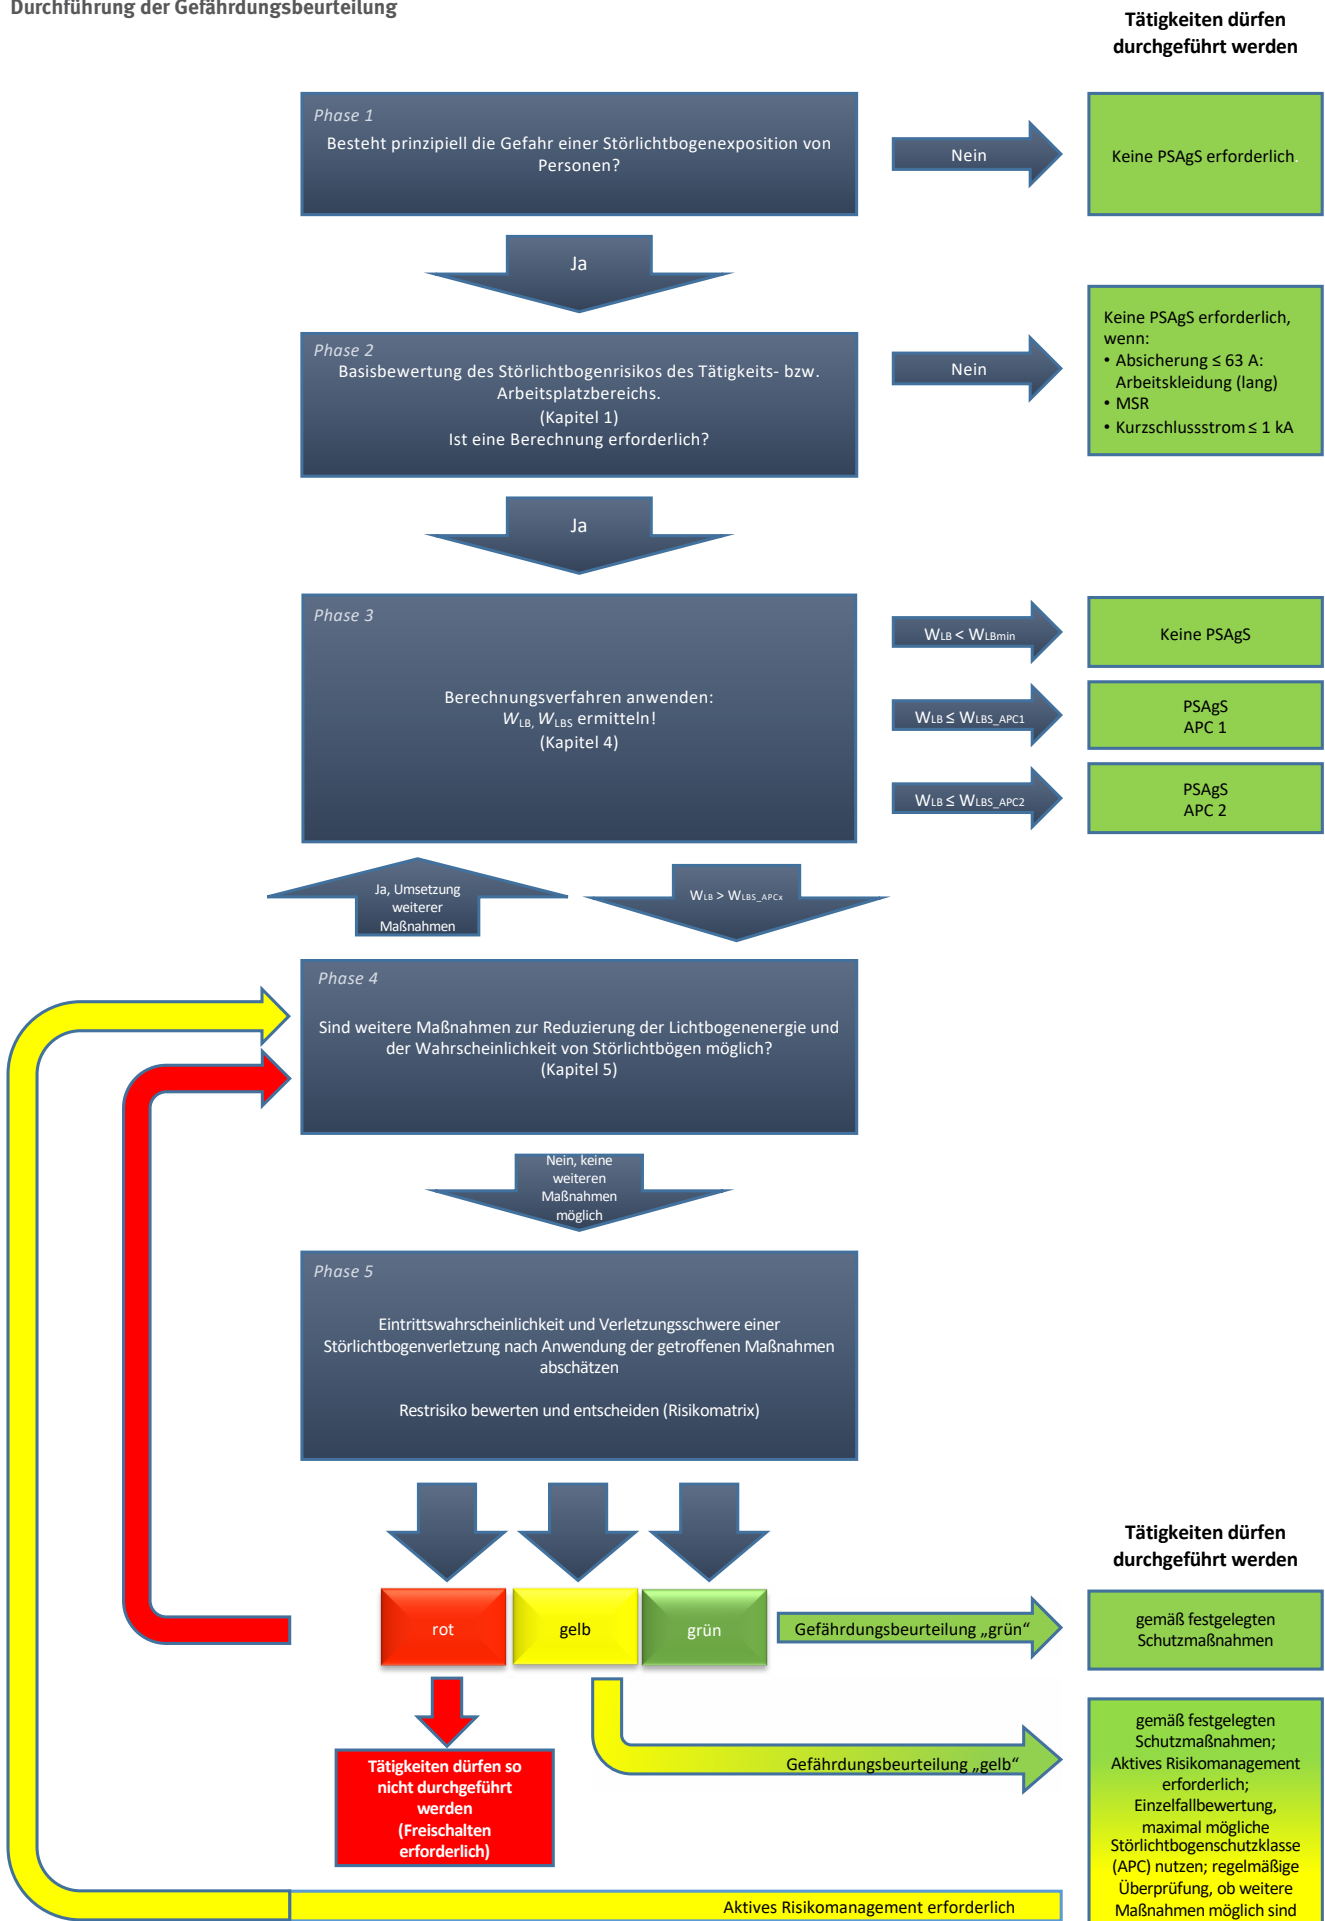 Durchführung der Gefährdungsbeurteilung
Tätigkeiten dürfen
durchgeführt werden
Phase 1
Besteht prinzipiell die Gefahr einer Störlichtbogenexposition von
Personen?
Nein
Keine PSAgS erforderlich.
Ja
Phase 2
Basisbewertung des Störlichtbogenrisikos des Tätigkeits- bzw.
Arbeitsplatzbereichs.
(Kapitel 1)
Ist eine Berechnung erforderlich?
Nein
Keine PSAgS erforderlich,
wenn:
• Absicherung ≤ 63 A:
Arbeitskleidung (lang)
• MSR
• Kurzschlussstrom ≤ 1 kA
Ja
Phase 3
Berechnungsverfahren anwenden:
WLB, WLBS ermitteln!
(Kapitel 4)
WLB < WLBmin
Keine PSAgS
WLB ≤ WLBS_APC1
PSAgS
APC 1
WLB ≤ WLBS_APC2
PSAgS
APC 2
Ja, Umsetzung
weiterer
Maßnahmen
WLB > WLBS_APCx
Phase 4
Sind weitere Maßnahmen zur Reduzierung der Lichtbogenenergie und
der Wahrscheinlichkeit von Störlichtbögen möglich?
(Kapitel 5)
Nein, keine
weiteren
Maßnahmen
möglich
Phase 5
Eintrittswahrscheinlichkeit und Verletzungsschwere einer
Störlichtbogenverletzung nach Anwendung der getroffenen Maßnahmen
abschätzen
Restrisiko bewerten und entscheiden (Risikomatrix)
Tätigkeiten dürfen
durchgeführt werden
rot
gelb
grün
Gefährdungsbeurteilung „grün“
gemäß festgelegten
Schutzmaßnahmen
Tätigkeiten dürfen so
nicht durchgeführt
werden
(Freischalten
erforderlich)
Gefährdungsbeurteilung „gelb“
gemäß festgelegten
Schutzmaßnahmen;
Aktives Risikomanagement
erforderlich;
Einzelfallbewertung,
maximal mögliche
Störlichtbogenschutzklasse
(APC) nutzen; regelmäßige
Überprüfung, ob weitere
Maßnahmen möglich sind
Aktives Risikomanagement erforderlich